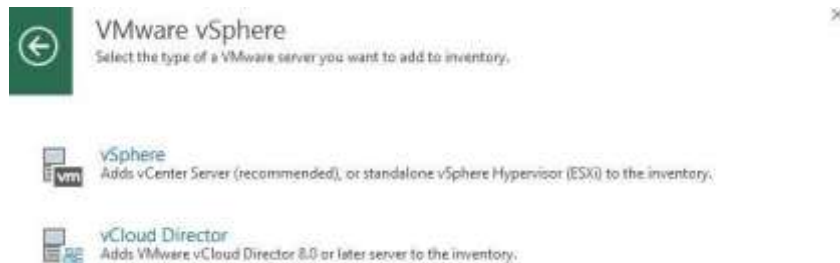 VMware vSphere
Select the type of a VMware server you want to add to inventory.
vSphere
Adds vCenter Server (recommended), or standalone vSphere Hypervisor (ESXi) to the inventory.
vm
vCloud Director
Adds VMware vCloud Director 8.0 or later server to the inventory.